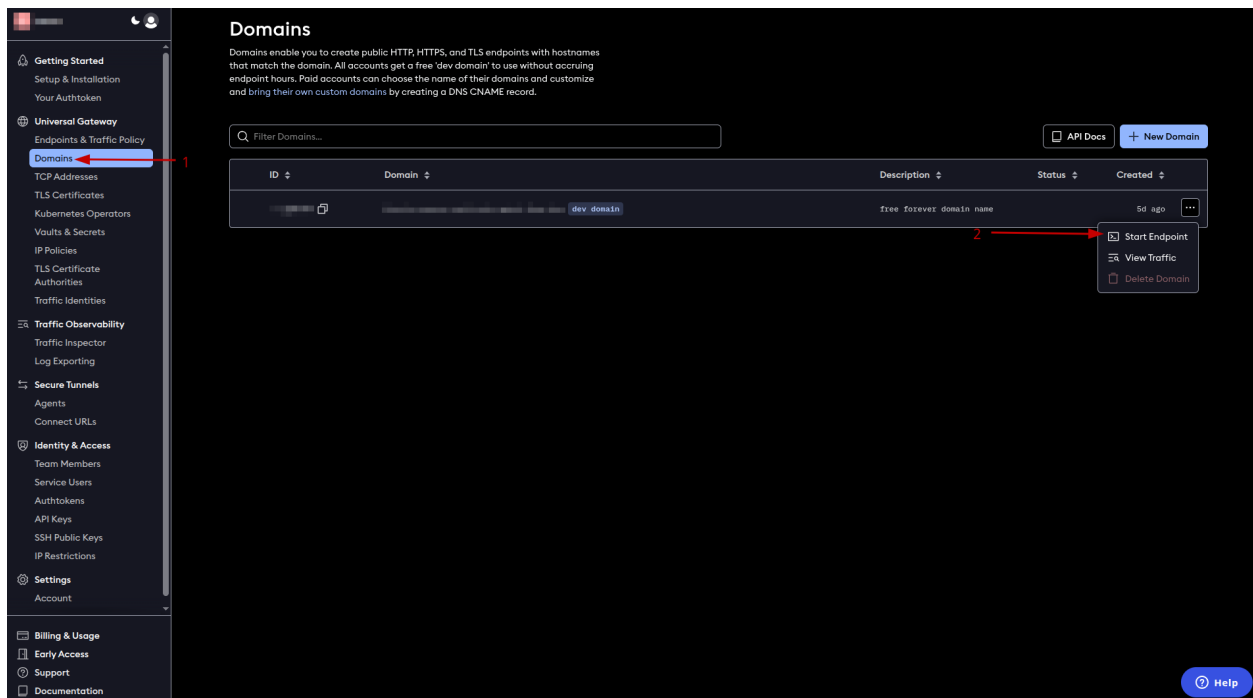 Getting Started
Setup & Installation
Your Authtoken
Universal Gateway
Endpoints & Traffic Policy
Domains
1
TCP Addresses
TLS Certificates
Kubernetes Operators
Vaults & Secrets
IP Policies
TLS Certificate
Authorities
Traffic Identities
Traffic Observability
Traffic Inspector
Log Exporting
Secure Tunnels
Agents
Connect URLs
Identity & Access
Team Members
Service Users
Authtokens
API Keys
SSH Public Keys
IP Restrictions
Settings
Account
Billing & Usage
Early Access
Support
Documentation
Domains
Domains enable you to create public HTTP, HTTPS, and TLS endpoints with hostnames
that match the domain. All accounts get a free 'dev domain' to use without accruing
endpoint hours. Paid accounts can choose the name of their domains and customize
and bring their own custom domains by creating a DNS CNAME record.
Filter Domains...
API Docs
+ New Domain
ID Domain Description Status Created
dev domain free forever domain name 5d ago ...
2
Start Endpoint
View Traffic
Delete Domain
Help